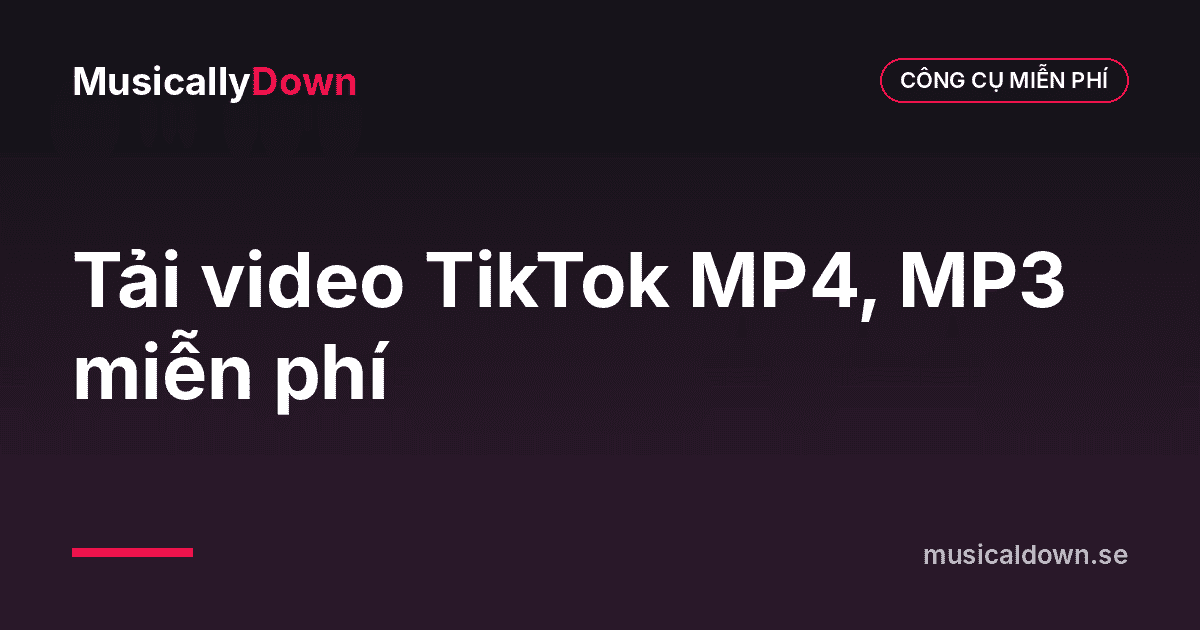 MusicallyDown
CÔNG CỤ MIỄN PHÍ
Tải video TikTok MP4, MP3
miễn phí
musicaldown.se